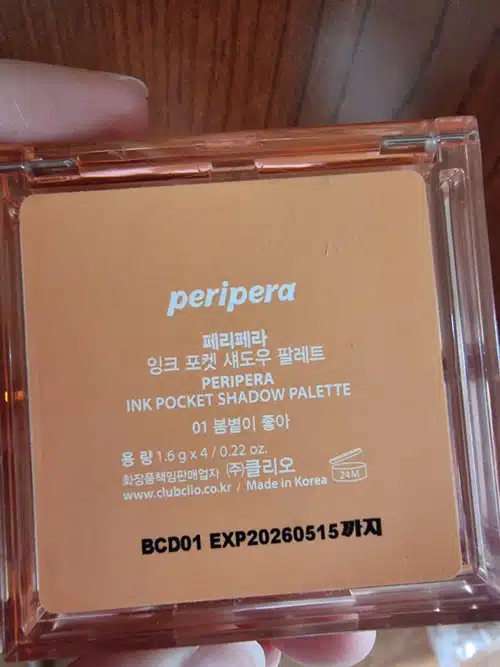 peripera
페리페라
잉크 포켓 섀도우 팔레트
PERIPERA
INK POCKET SHADOW PALETTE
01 봄볕이 좋아
용 량 1.6 g x 4 / 0.22 oz.
화장품책임판매업자 (주)클리오
www.clubclio.co.kr / Made in Korea
24M
BCD01 EXP20260515까지